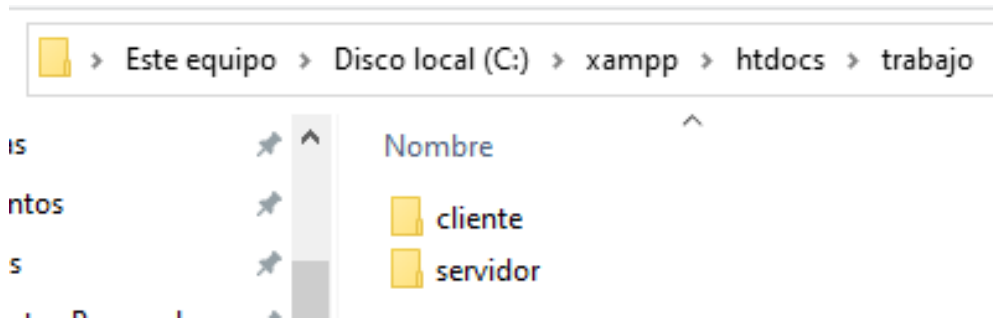 Este equipo > Disco local (C:) > xampp > htdocs > trabajo
Nombre
ntos
s
cliente
servidor